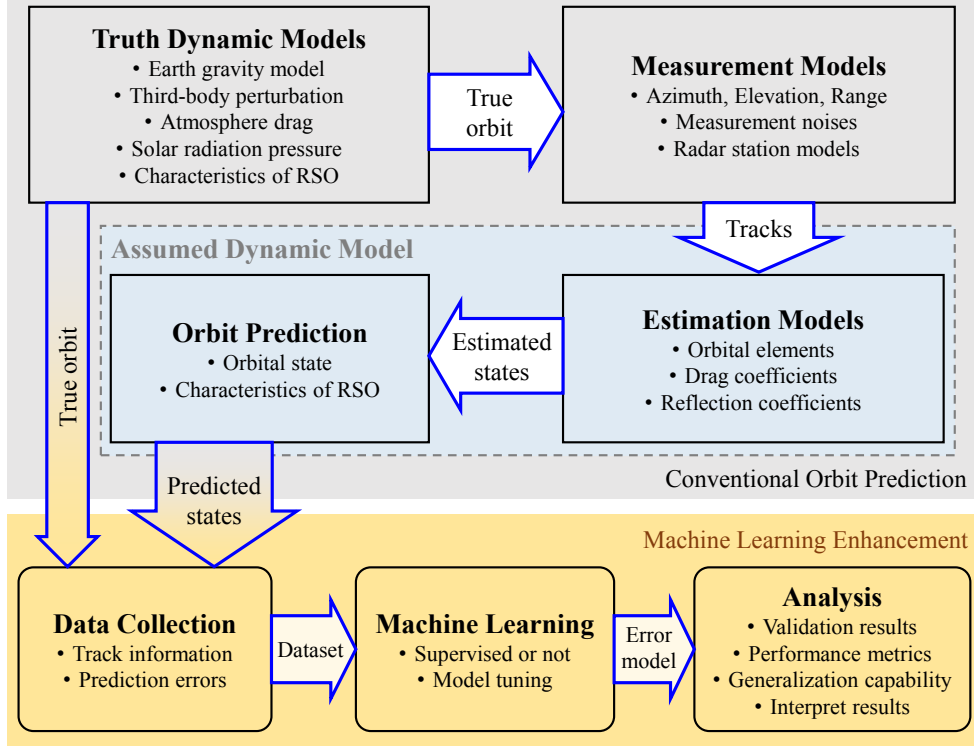 Truth Dynamic Models
• Earth gravity model
• Third-body perturbation
• Atmosphere drag
• Solar radiation pressure
• Characteristics of RSO
True
orbit
Measurement Models
• Azimuth, Elevation, Range
• Measurement noises
• Radar station models
Tracks
Assumed Dynamic Model
Orbit Prediction
• Orbital state
• Characteristics of RSO
Estimated
states
Estimation Models
• Orbital elements
• Drag coefficients
• Reflection coefficients
True orbit
Predicted
states
Conventional Orbit Prediction
Machine Learning Enhancement
Data Collection
• Track information
• Prediction errors
Dataset
Machine Learning
• Supervised or not
• Model tuning
Error
model
Analysis
• Validation results
• Performance metrics
• Generalization capability
• Interpret results